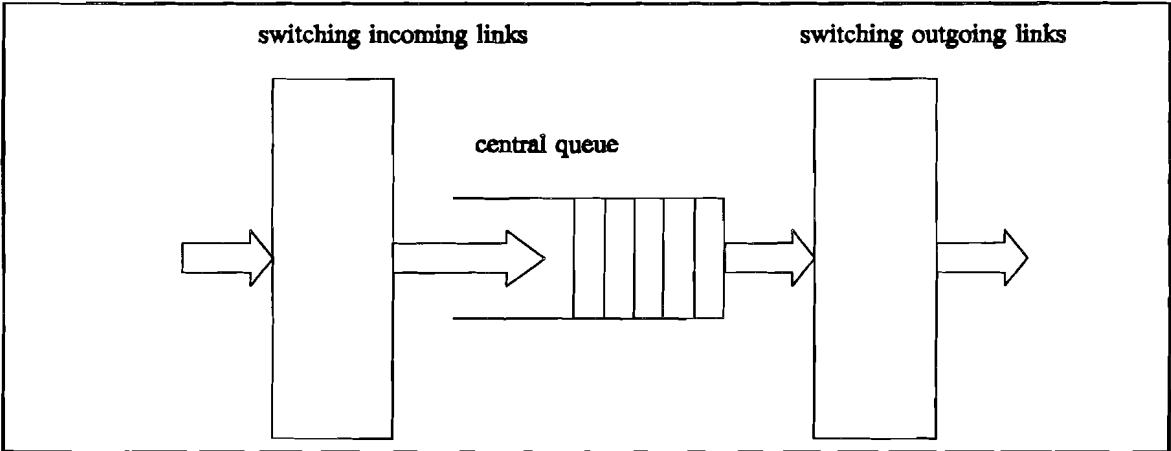 switching incoming links
switching outgoing links
central queue